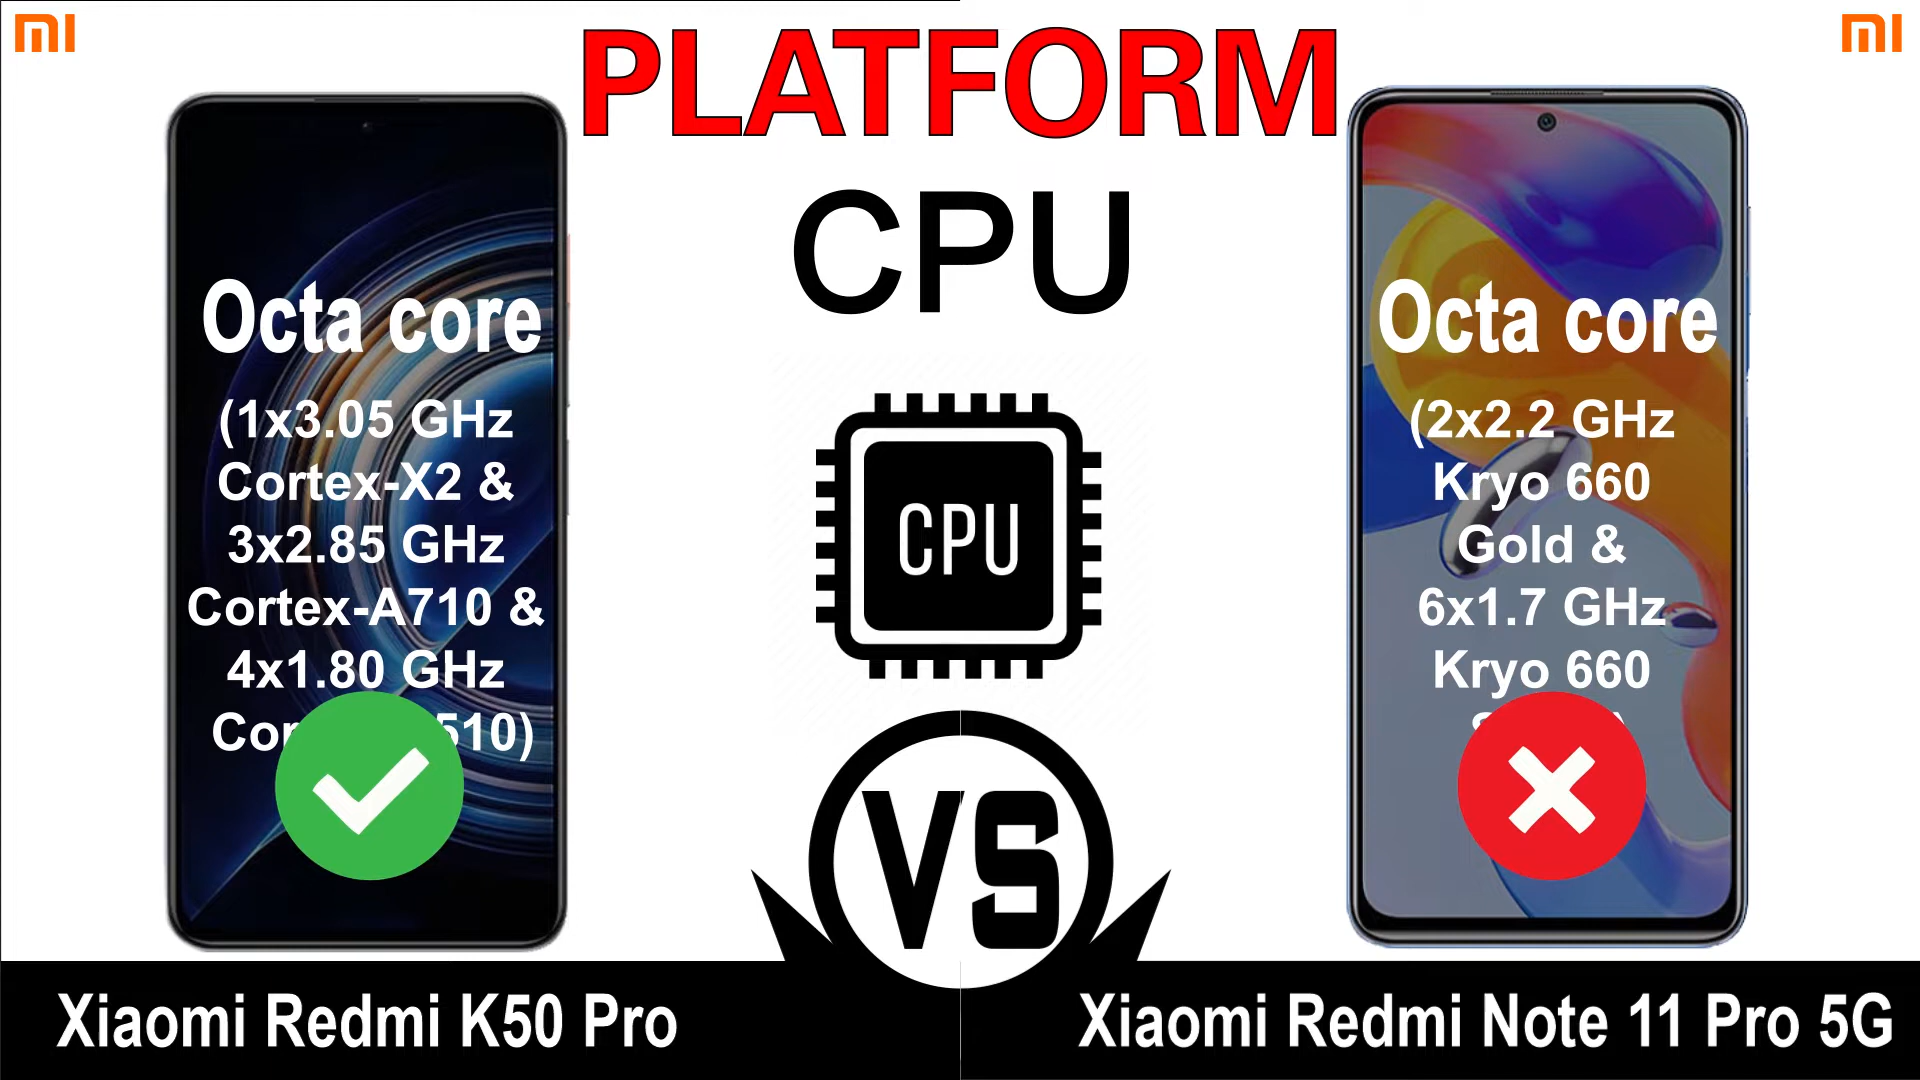 PLATFORM
CPU
Octa core
(1x3.05 GHz
Cortex-X2 &
3x2.85 GHz
Cortex-A710 &
4x1.80 GHz
510)
CPU
Octa core
(2x2.2 GHz
Kryo 660
Gold &
6x1.7 GHz
Kryo 660
VS
Xiaomi Redmi K50 Pro
Xiaomi Redmi Note 11 Pro 5G